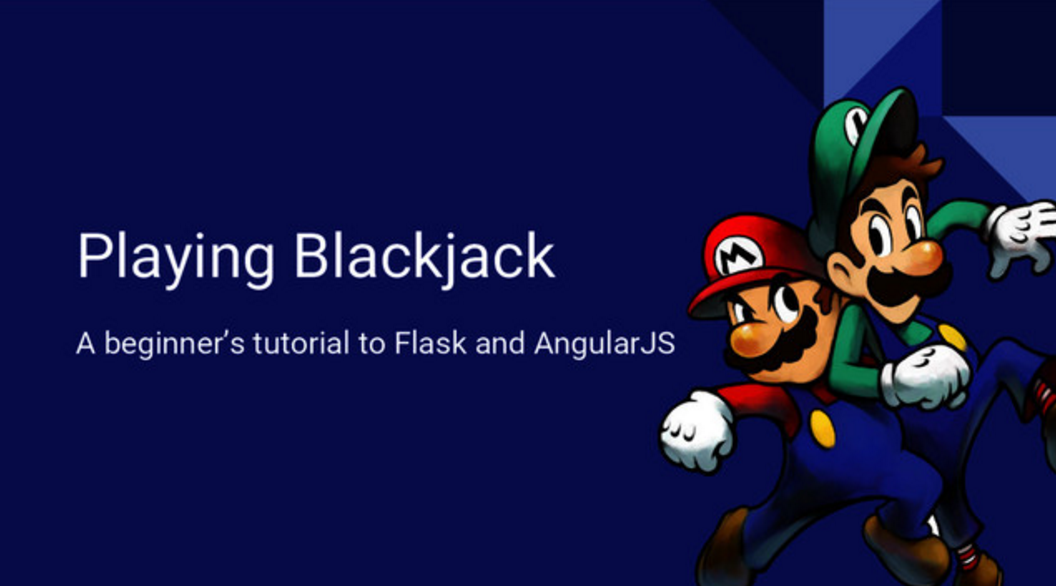 Playing Blackjack
A beginner’s tutorial to Flask and AngularJS
L
M